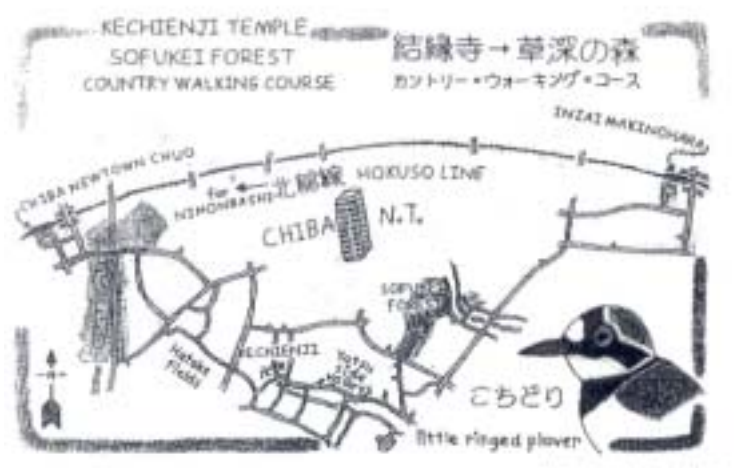 KECHIENJI TEMPLE
SOFUKEI FOREST
COUNTRY WALKING COURSE
結縁寺→草深の森
カントリー・ウォーキング・コース
INZAI MAKINOHARA
CHIBA NEWTOWN CHUO
for
NIHONBASHI
北総線 HOKUSO LINE
CHIBA N.T.
SOFUKEI
FOREST
KECHIENJI
Hatake
Fields
こちどり
little ringed plover